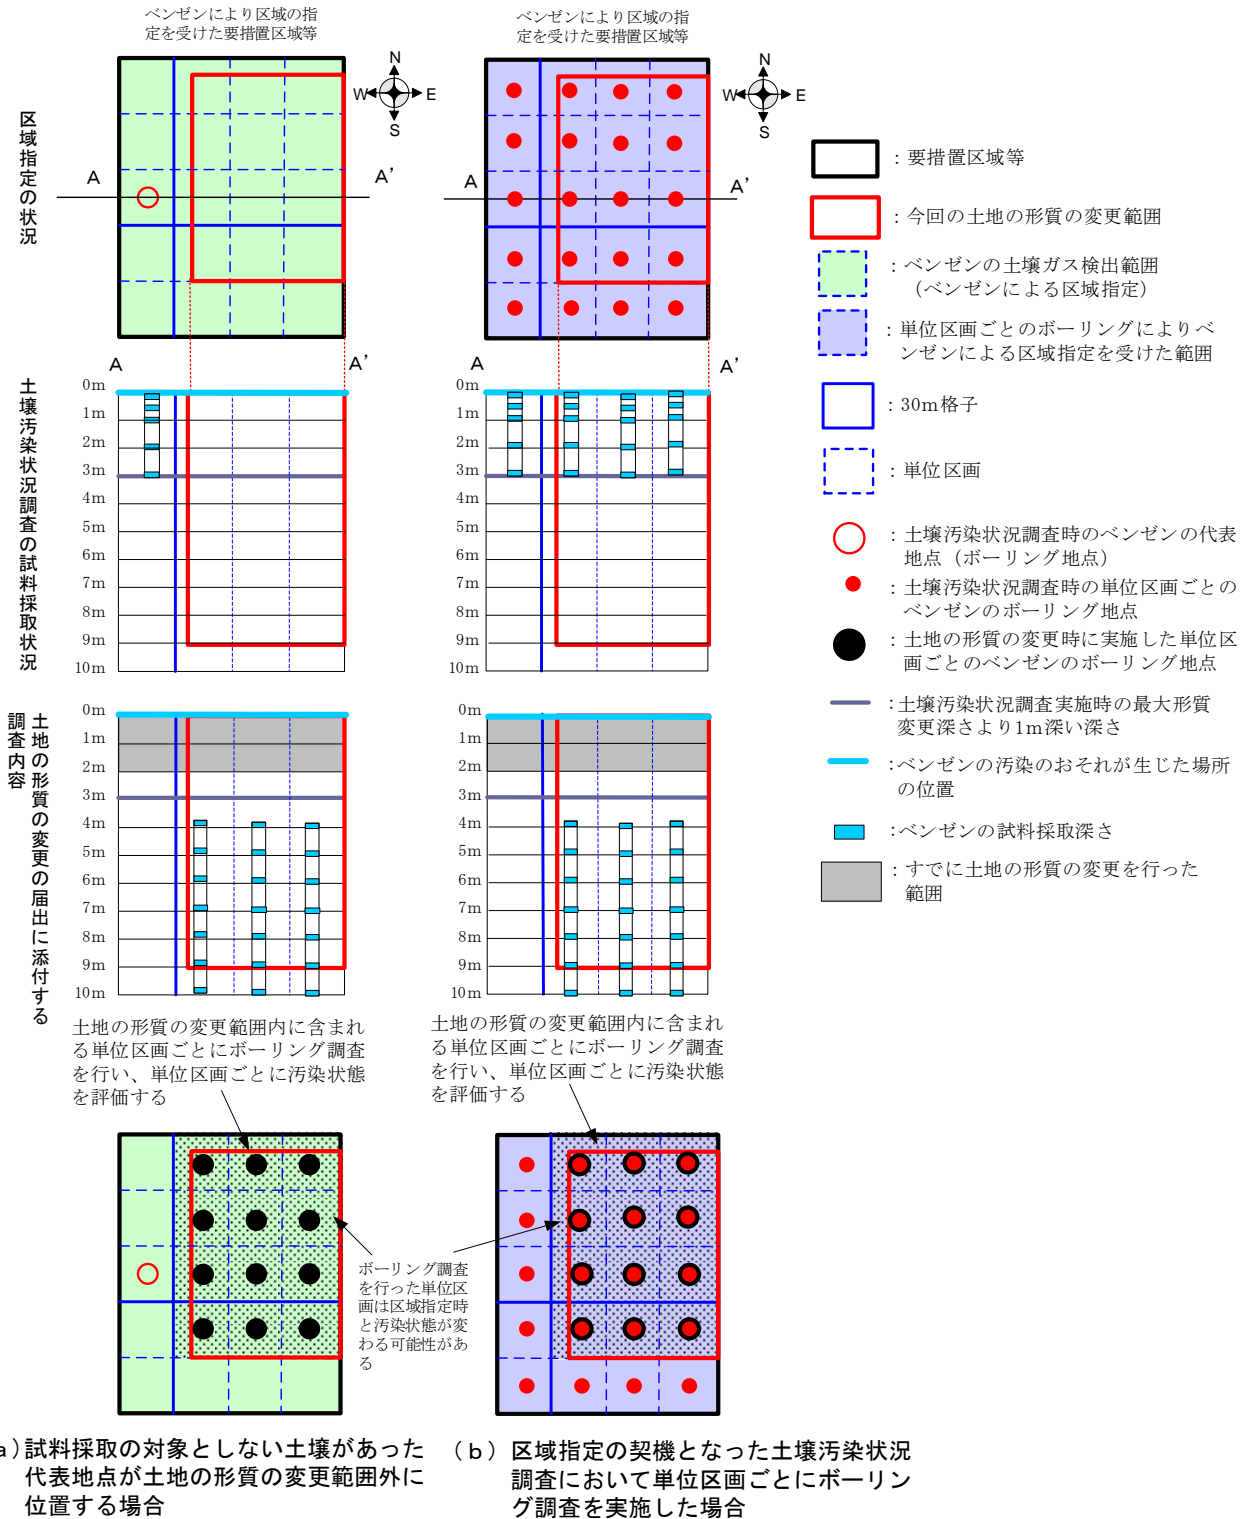 ベンゼンにより区域の指
定を受けた要措置区域等
N
W
E
S
A
A'
区域指定の状況
ベンゼンにより区域の指
定を受けた要措置区域等
N
W
E
S
A
A'
A
A'
0m
1m
2m
3m
4m
5m
6m
7m
8m
9m
10m
土壌汚染状況調査の試料採取状況
A
A'
0m
1m
2m
3m
4m
5m
6m
7m
8m
9m
10m
0m
1m
2m
3m
4m
5m
6m
7m
8m
9m
10m
土地の形質の変更の届出に添付する
調査内容
0m
1m
2m
3m
4m
5m
6m
7m
8m
9m
10m
土地の形質の変更範囲内に含まれ
る単位区画ごとにボーリング調査
を行い、単位区画ごとに汚染状態
を評価する
土地の形質の変更範囲内に含まれ
る単位区画ごとにボーリング調査
を行い、単位区画ごとに汚染状態
を評価する
ボーリング調査
を行った単位区
画は区域指定時
と汚染状態が変
わる可能性があ
る
a)試料採取の対象としない土壌があった
代表地点が土地の形質の変更範囲外に
位置する場合
(b)区域指定の契機となった土壌汚染状況
調査において単位区画ごとにボーリン
グ調査を実施した場合
:要措置区域等
:今回の土地の形質の変更範囲
:ベンゼンの土壌ガス検出範囲
(ベンゼンによる区域指定)
:単位区画ごとのボーリングによりベ
ンゼンによる区域指定を受けた範囲
:30m格子
:単位区画
:土壌汚染状況調査時のベンゼンの代表
地点(ボーリング地点)
:土壌汚染状況調査時の単位区画ごとの
ベンゼンのボーリング地点
:土地の形質の変更時に実施した単位区
画ごとのベンゼンのボーリング地点
:土壌汚染状況調査実施時の最大形質
変更深さより1m深い深さ
:ベンゼンの汚染のおそれが生じた場所
の位置
:ベンゼンの試料採取深さ
:すでに土地の形質の変更を行った
範囲